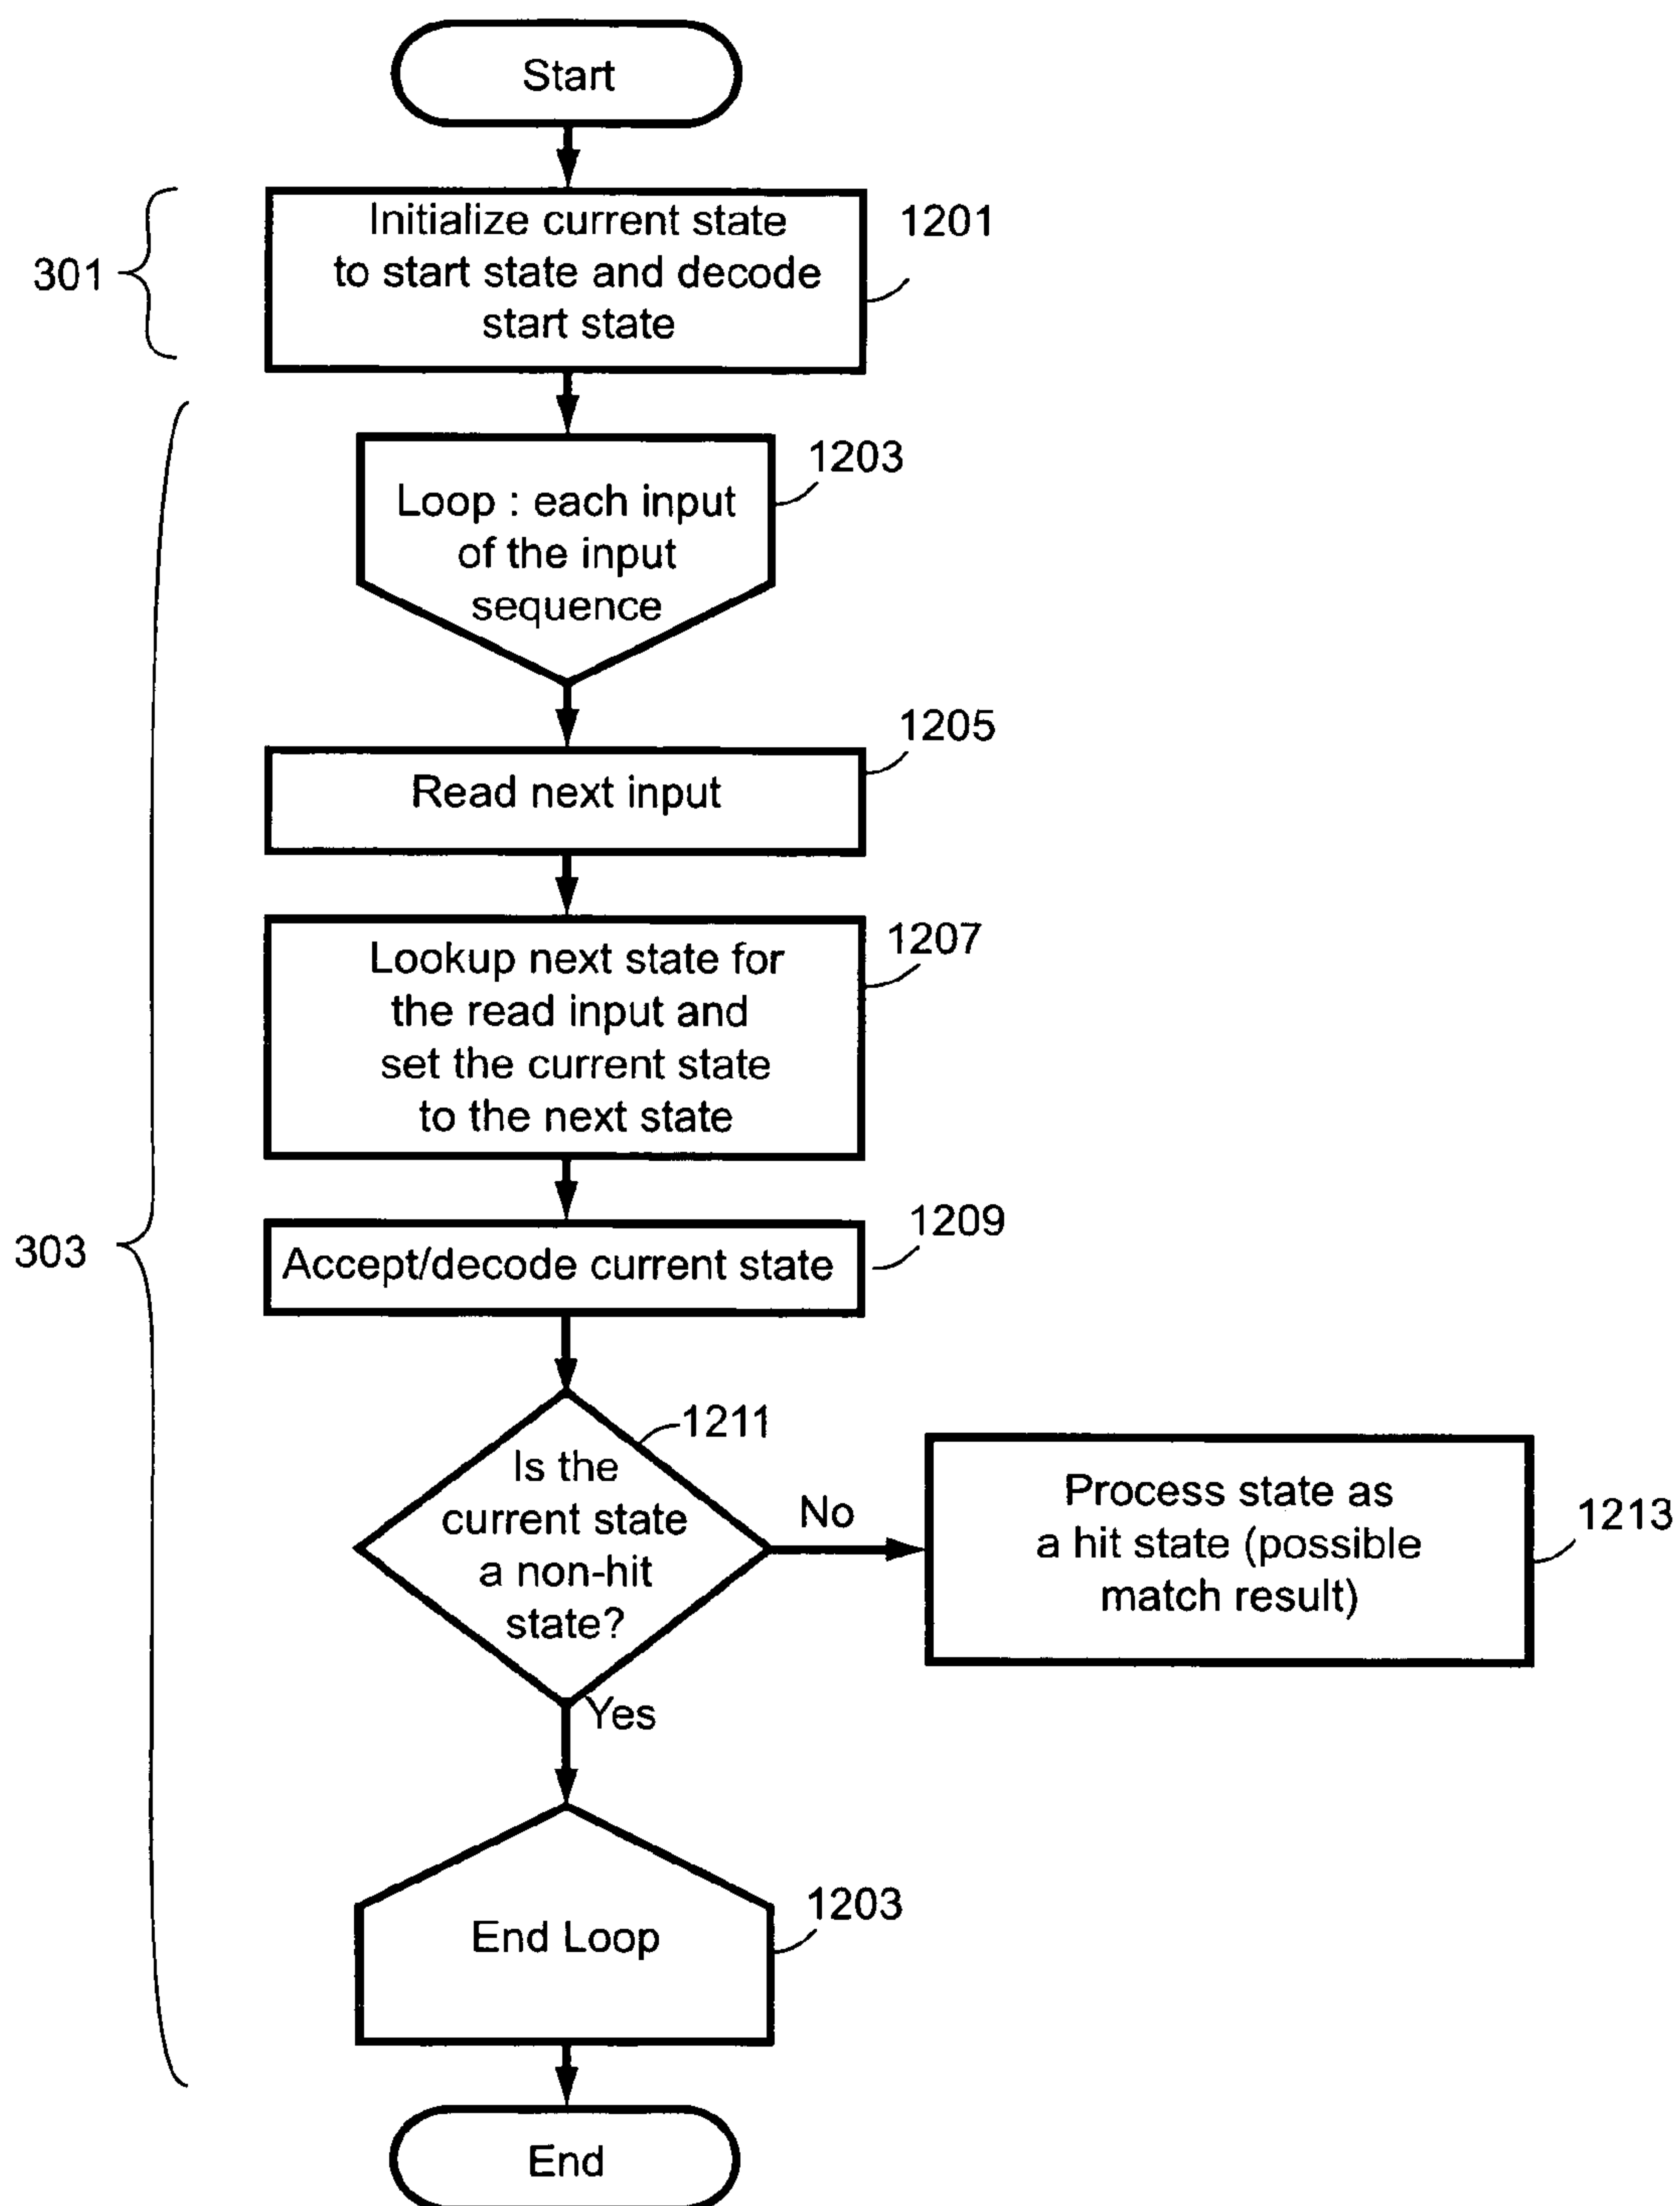 Start
Initialize current state
to start state and decode
start state
1201
301
Loop : each input
of the input
sequence
1203
Read next input
1205
Lookup next state for
the read input and
set the current state
to the next state
1207
Accept/decode current state
1209
303
Is the
current state
a non-hit
state?
1211
No
Process state as
a hit state (possible
match result)
1213
Yes
End Loop
1203
End